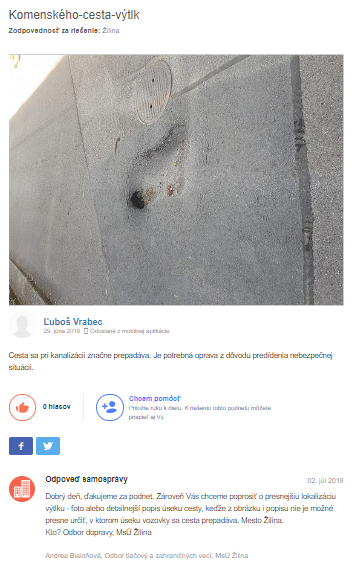 Komenského-cesta-výtlk
Zodpovednosť za riešenie: Žilina
Ľuboš Vrabec
29. júna 2019 Odoslané z mobilnej aplikácie
Cesta sa pri kanalizácii značne prepadáva. Je potrebná oprava z dôvodu predídenia nebezpečnej
situácii.
0 hlasov
Chcem pomôcť
Priložte ruku k dielu. K riešeniu tohto podnetu môžete
prispieť aj Vy.
f
Odpoveď samosprávy
02. júl 2019
Dobrý deň, ďakujeme za podnet. Zároveň Vás chceme poprosiť o presnejšiu lokalizáciu
výtlku - foto alebo detailnejší popis úseku cesty, keďže z obrázku i popisu nie je možné
presne určiť, v ktorom úseku vozovky sa cesta prepadáva. Mesto Žilina.
Kto? Odbor dopravy, MsÚ Žilina
Andrea Bialoňová, Odbor tlačový a zahraničných vecí, MsÚ Žilina